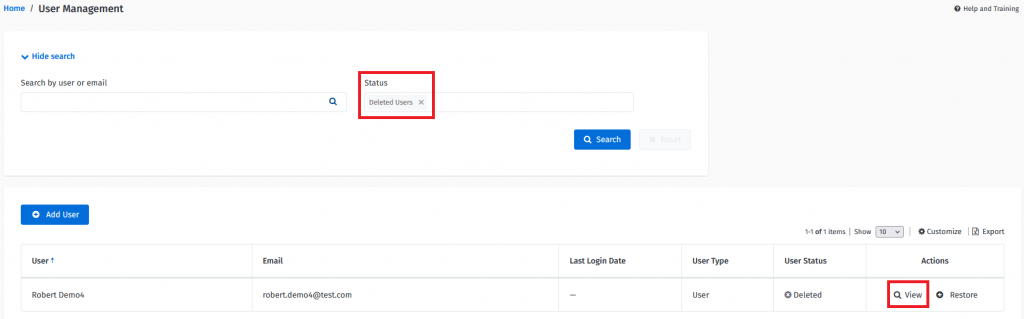 Home / User Management
Help and Training
Hide search
Search by user or email
Status
Deleted Users ×
Search
Reset
Add User
1-1 of 1 items | Show 10 | Customize | Export
User ↑ Email Last Login Date User Type User Status Actions
Robert Demo4 robert.demo4@test.com — User Deleted View Restore